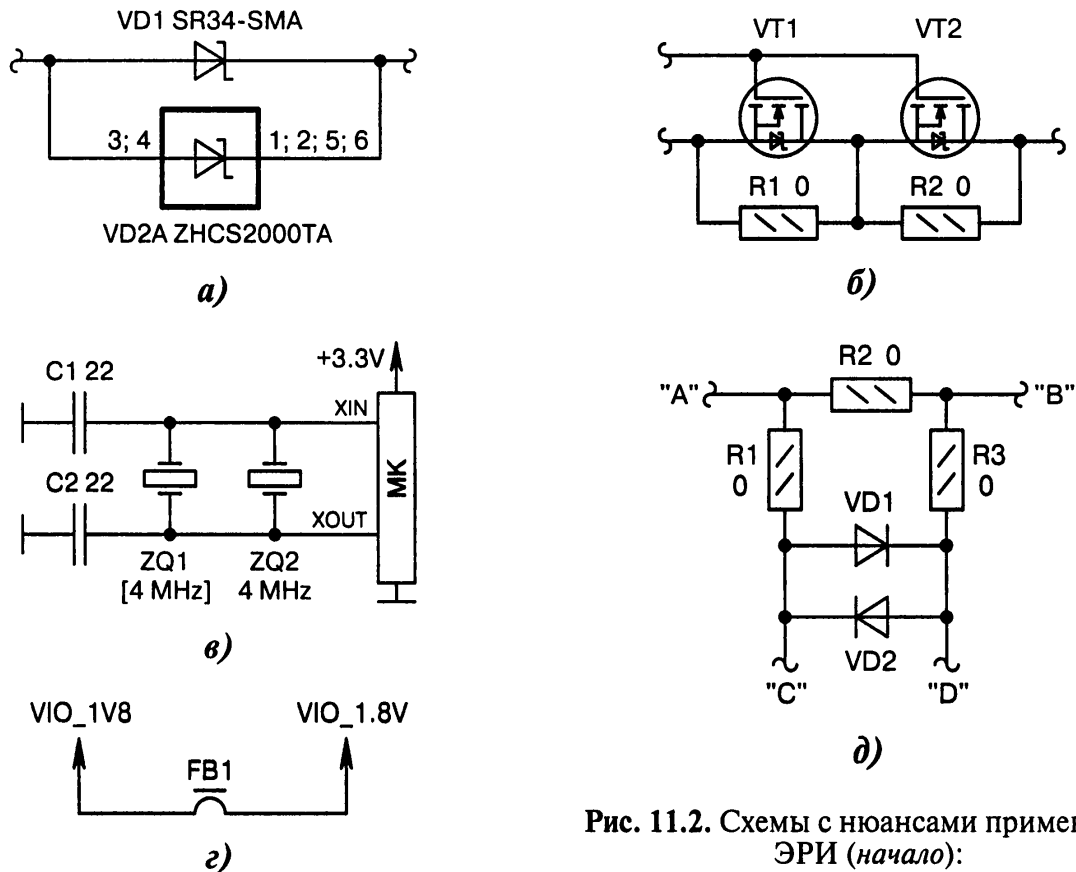 VD1 SR34-SMA
3; 4
1; 2; 5; 6
VD2A ZHCS2000TA
а)
VT1
VT2
R1 0
R2 0
б)
C1 22
+3.3V
XIN
C2 22
XOUT
МК
ZQ1
[4 MHz]
ZQ2
4 MHz
в)
VIO_1V8
VIO_1.8V
FB1
г)
R2 0
"A"
"B"
R1
0
R3
0
VD1
VD2
"C"
"D"
д)
Рис. 11.2. Схемы с нюансами примен
ЭРИ (начало):